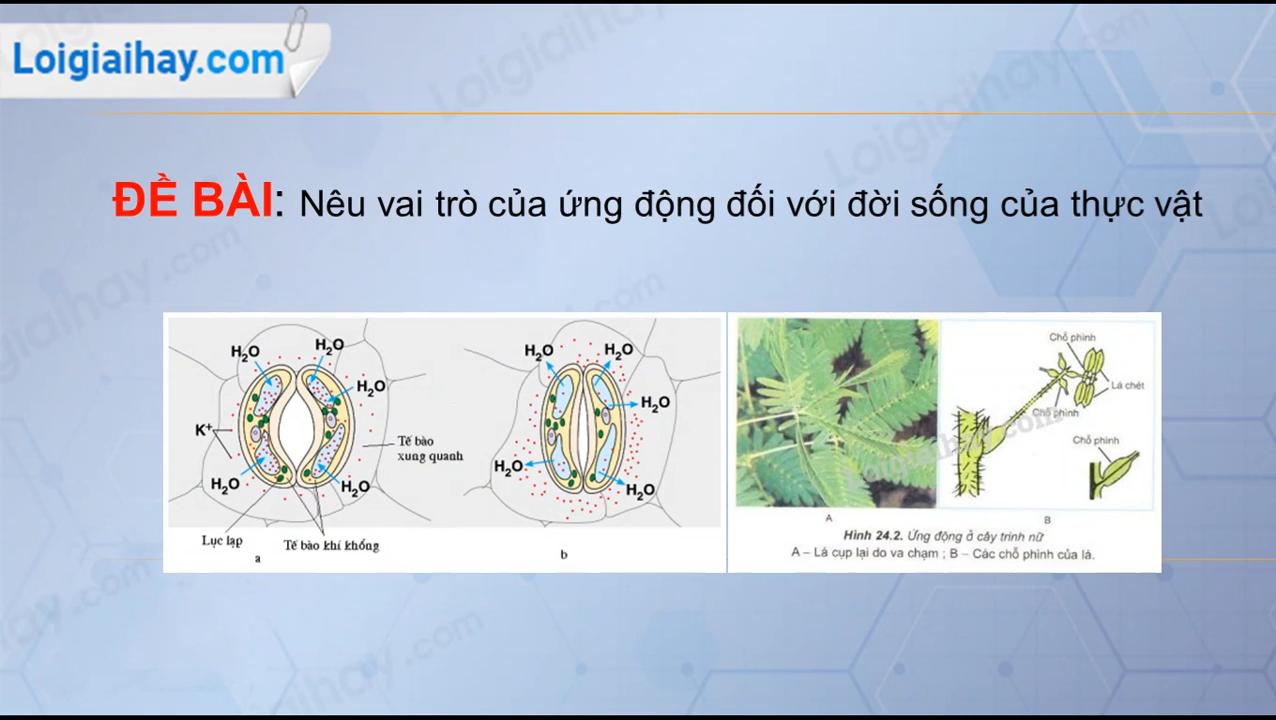 Loigiaihay.com
ĐỀ BÀI: Nêu vai trò của ứng động đối với đời sống của thực vật
H₂O
H₂O
H₂O
K⁺
Tế bào
xung quanh
H₂O
H₂O
Lục lạp
Tế bào khí khổng
a
H₂O
H₂O
H₂O
H₂O
H₂O
b
Chỗ phình
Lá chét
Chỗ phình
Chỗ phình
A
B
Hình 24.2. Ứng động ở cây trinh nữ
A – Lá cụp lại do va chạm ; B – Các chỗ phình của lá.